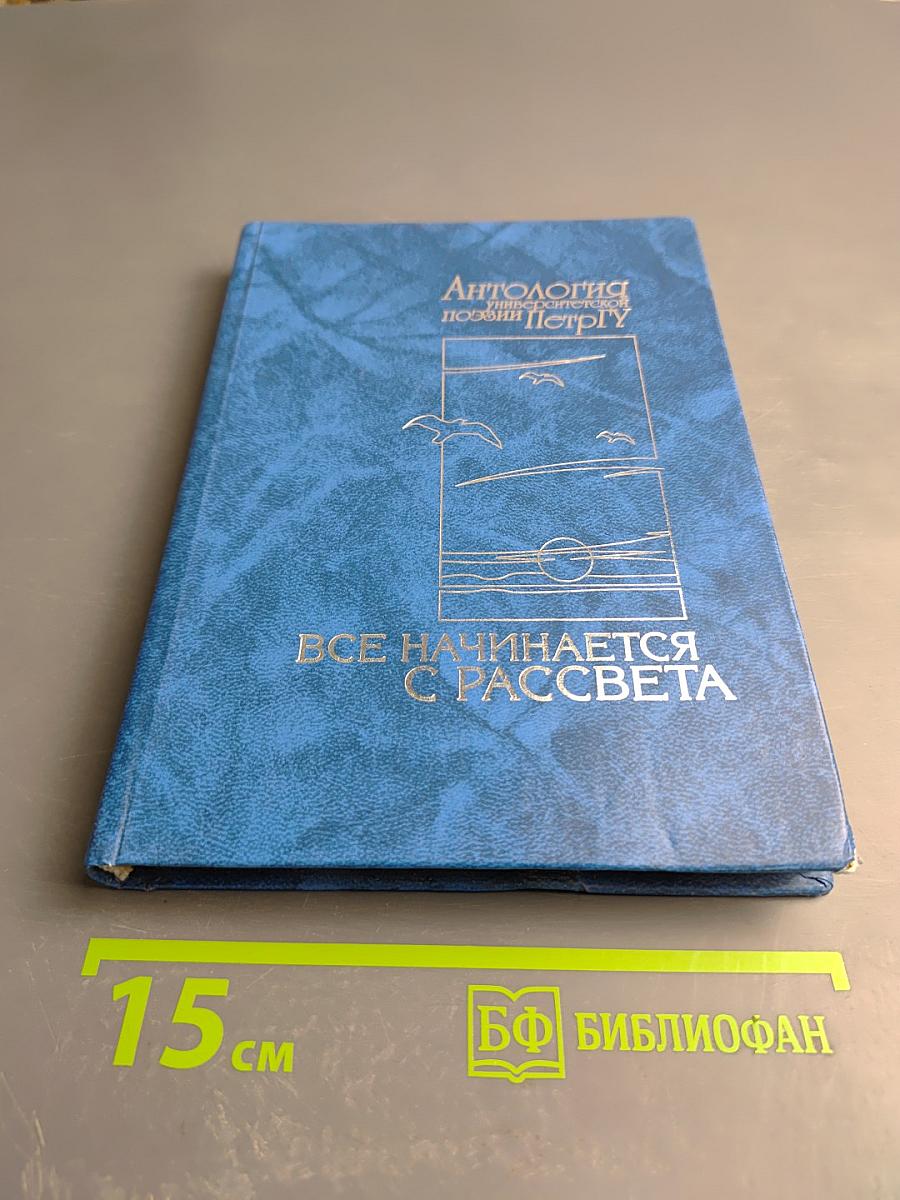 Антология
университетской
поэзии ПетрГУ
ВСЕ НАЧИНАЕТСЯ
С РАССВЕТА
15 см
БФ БИБЛИОФАН